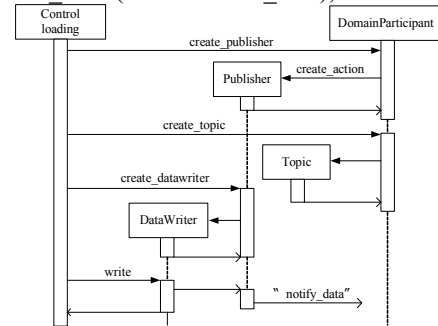 Control
loading
DomainParticipant
create_publisher
Publisher
create_action
create_topic
Topic
create_datawriter
DataWriter
write
‶ notify_data″